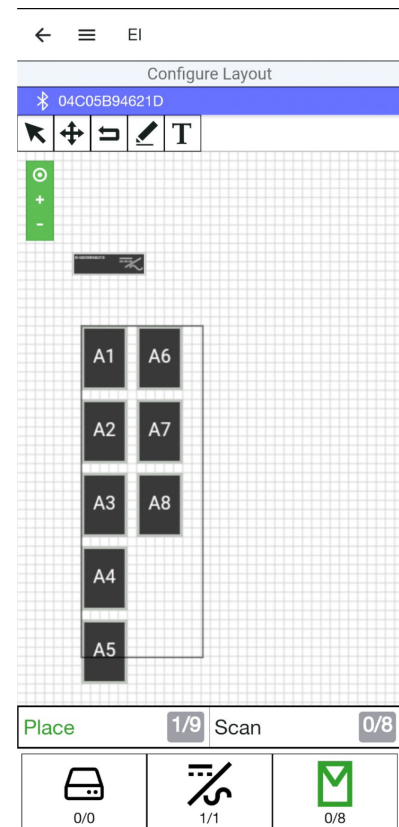 EI
Configure Layout
04C05B94621D
T
A1 A6
A2 A7
A3 A8
A4
A5
Place 1/9 Scan 0/8
0/0 1/1 0/8